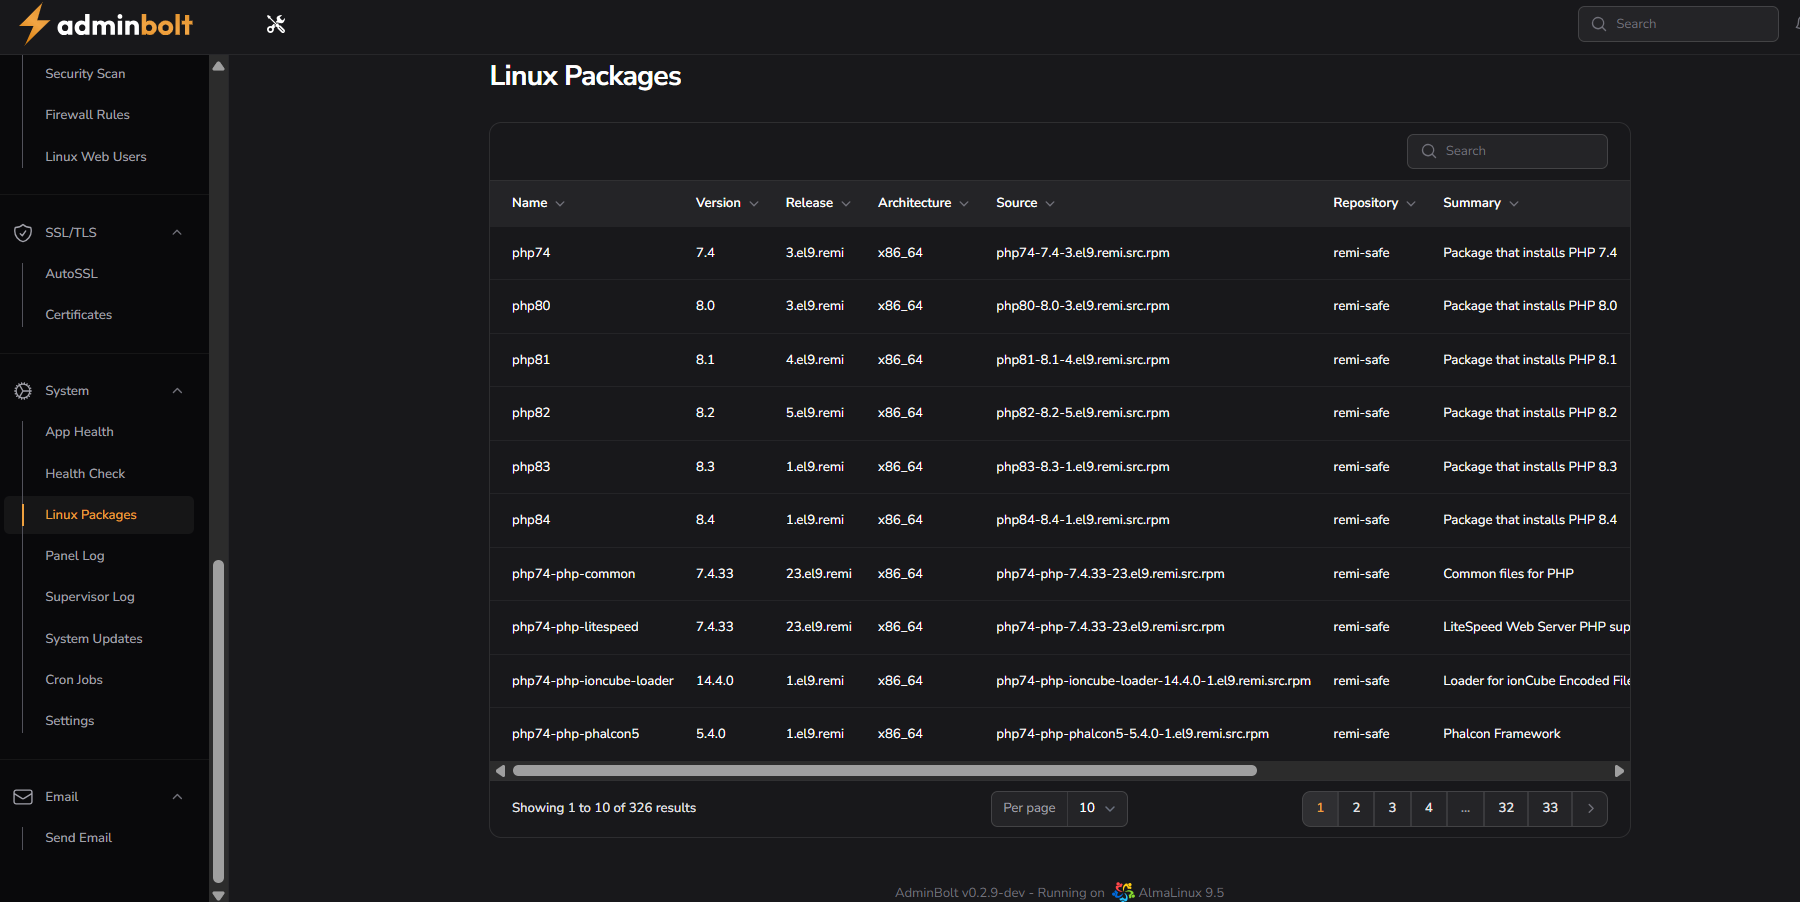 adminbolt
Search
Security Scan
Firewall Rules
Linux Web Users
SSL/TLS
AutoSSL
Certificates
System
App Health
Health Check
Linux Packages
Panel Log
Supervisor Log
System Updates
Cron Jobs
Settings
Email
Send Email
Linux Packages
Search
Name Version Release Architecture Source Repository Summary
php74 7.4 3.el9.remi x86_64 php74-7.4-3.el9.remi.src.rpm remi-safe Package that installs PHP 7.4
php80 8.0 3.el9.remi x86_64 php80-8.0-3.el9.remi.src.rpm remi-safe Package that installs PHP 8.0
php81 8.1 4.el9.remi x86_64 php81-8.1-4.el9.remi.src.rpm remi-safe Package that installs PHP 8.1
php82 8.2 5.el9.remi x86_64 php82-8.2-5.el9.remi.src.rpm remi-safe Package that installs PHP 8.2
php83 8.3 1.el9.remi x86_64 php83-8.3-1.el9.remi.src.rpm remi-safe Package that installs PHP 8.3
php84 8.4 1.el9.remi x86_64 php84-8.4-1.el9.remi.src.rpm remi-safe Package that installs PHP 8.4
php74-php-common 7.4.33 23.el9.remi x86_64 php74-php-7.4.33-23.el9.remi.src.rpm remi-safe Common files for PHP
php74-php-litespeed 7.4.33 23.el9.remi x86_64 php74-php-7.4.33-23.el9.remi.src.rpm remi-safe LiteSpeed Web Server PHP sup
php74-php-ioncube-loader 14.4.0 1.el9.remi x86_64 php74-php-ioncube-loader-14.4.0-1.el9.remi.src.rpm remi-safe Loader for ionCube Encoded File
php74-php-phalcon5 5.4.0 1.el9.remi x86_64 php74-php-phalcon5-5.4.0-1.el9.remi.src.rpm remi-safe Phalcon Framework
Showing 1 to 10 of 326 results Per page 10 1 2 3 4 ... 32 33
AdminBolt v0.2.9-dev - Running on AlmaLinux 9.5